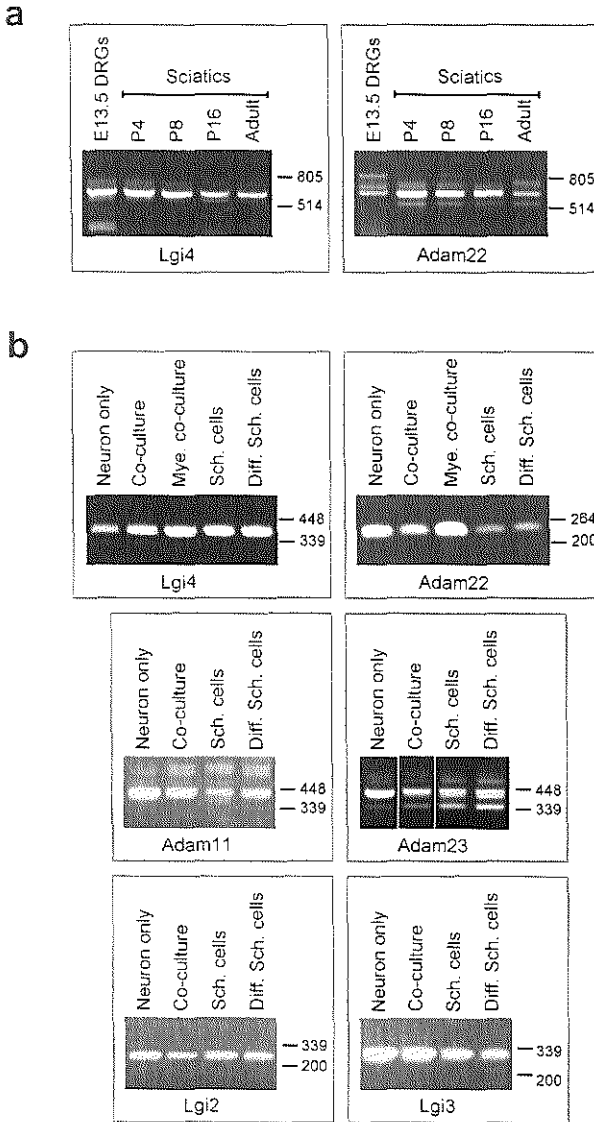 a
Sciatics
E13.5 DRGs
P4
P8
P16
Adult
805
514
Lgi4
Sciatics
E13.5 DRGs
P4
P8
P16
Adult
805
514
Adam22
b
Neuron only
Co-culture
Mye. co-culture
Sch. cells
Diff. Sch. cells
448
339
Lgi4
Neuron only
Co-culture
Mye. co-culture
Sch. cells
Diff. Sch. cells
264
200
Adam22
Neuron only
Co-culture
Sch. cells
Diff. Sch. cells
448
339
Adam11
Neuron only
Co-culture
Sch. cells
Diff. Sch. cells
448
339
Adam23
Neuron only
Co-culture
Sch. cells
Diff. Sch. cells
339
200
Lgi2
Neuron only
Co-culture
Sch. cells
Diff. Sch. cells
339
200
Lgi3